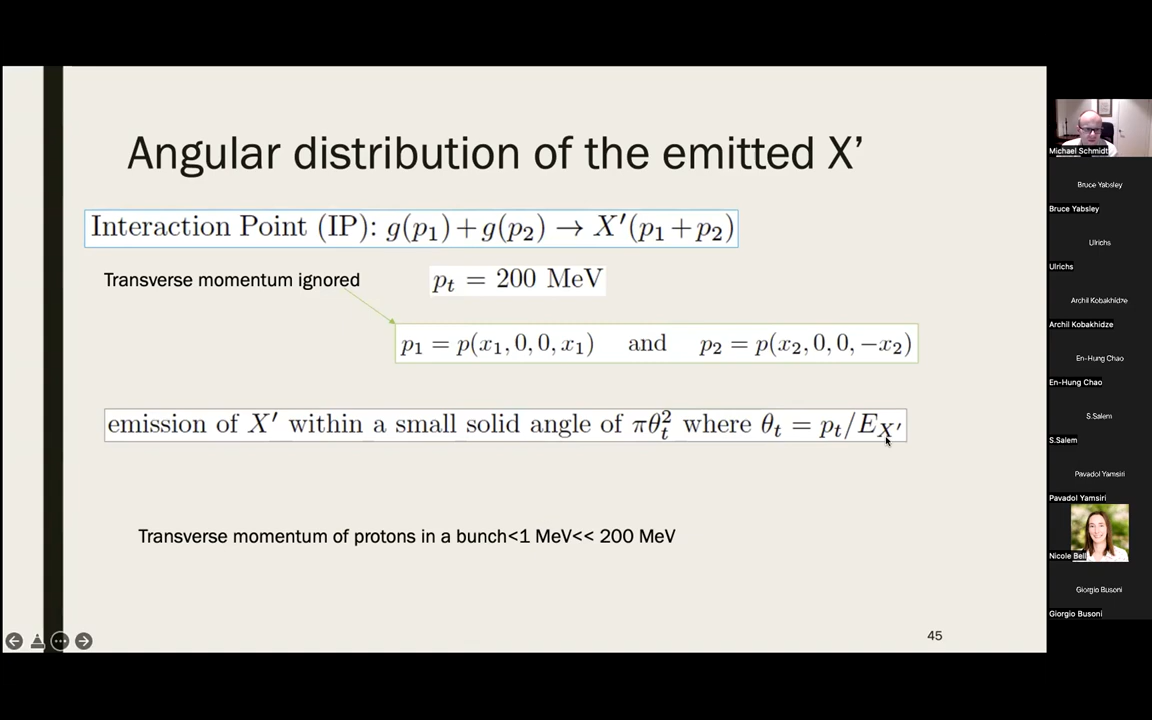 Angular distribution of the emitted X’
Interaction Point (IP): g(p₁)+g(p₂) → X′(p₁+p₂)
Transverse momentum ignored
pₜ = 200 MeV
p₁ = p(x₁, 0, 0, x₁) and p₂ = p(x₂, 0, 0, −x₂)
emission of X′ within a small solid angle of πθₜ² where θₜ = pₜ/E_X′
Transverse momentum of protons in a bunch<1 MeV<< 200 MeV
45
Michael Schmidt
Bruce Yabsley
Bruce Yabsley
Ulrichs
Ulrichs
Archil Kobakhidze
Archil Kobakhidze
En-Hung Chao
En-Hung Chao
S.Salem
S.Salem
Pavadol Yamsiri
Pavadol Yamsiri
Nicole Bell
Giorgio Busoni
Giorgio Busoni